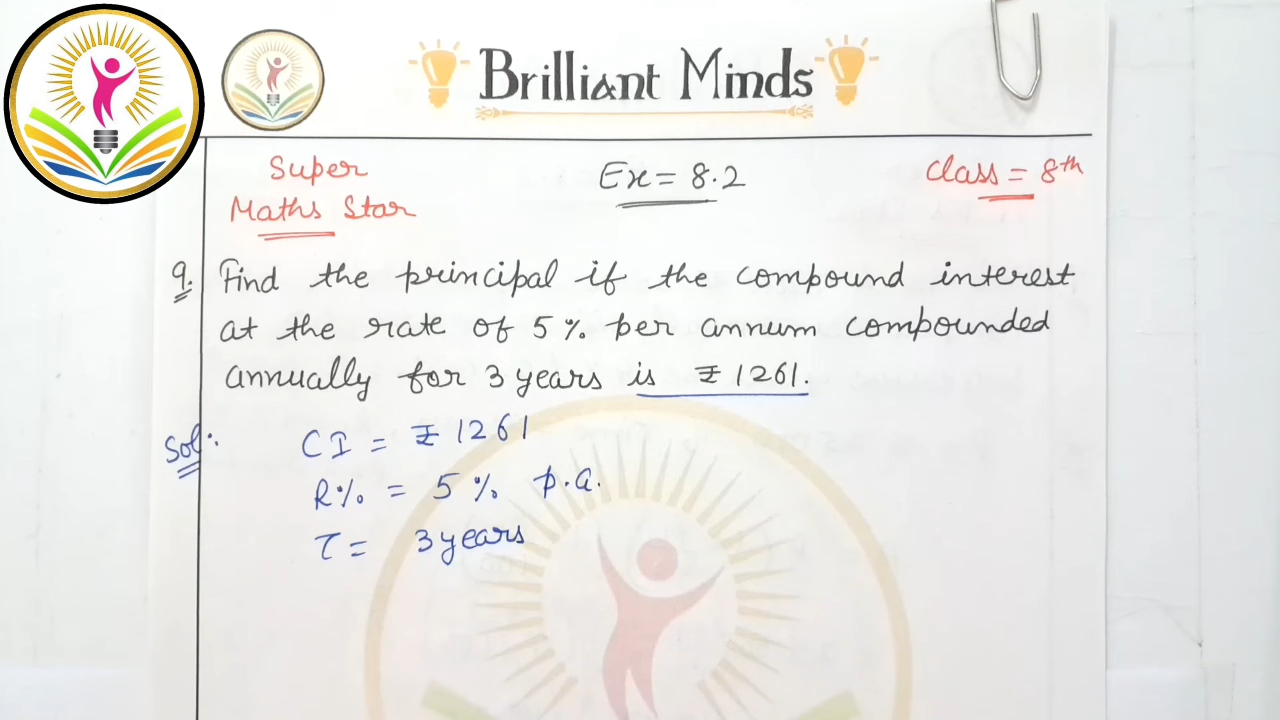 Brilliant Minds
Super
Maths Star
Ex = 8.2
Class = 8th
9. Find the principal if the compound interest
at the rate of 5% per annum compounded
annually for 3 years is ₹ 1261.
Sol:. CI = ₹ 1261
R% = 5% p.a.
T = 3 years